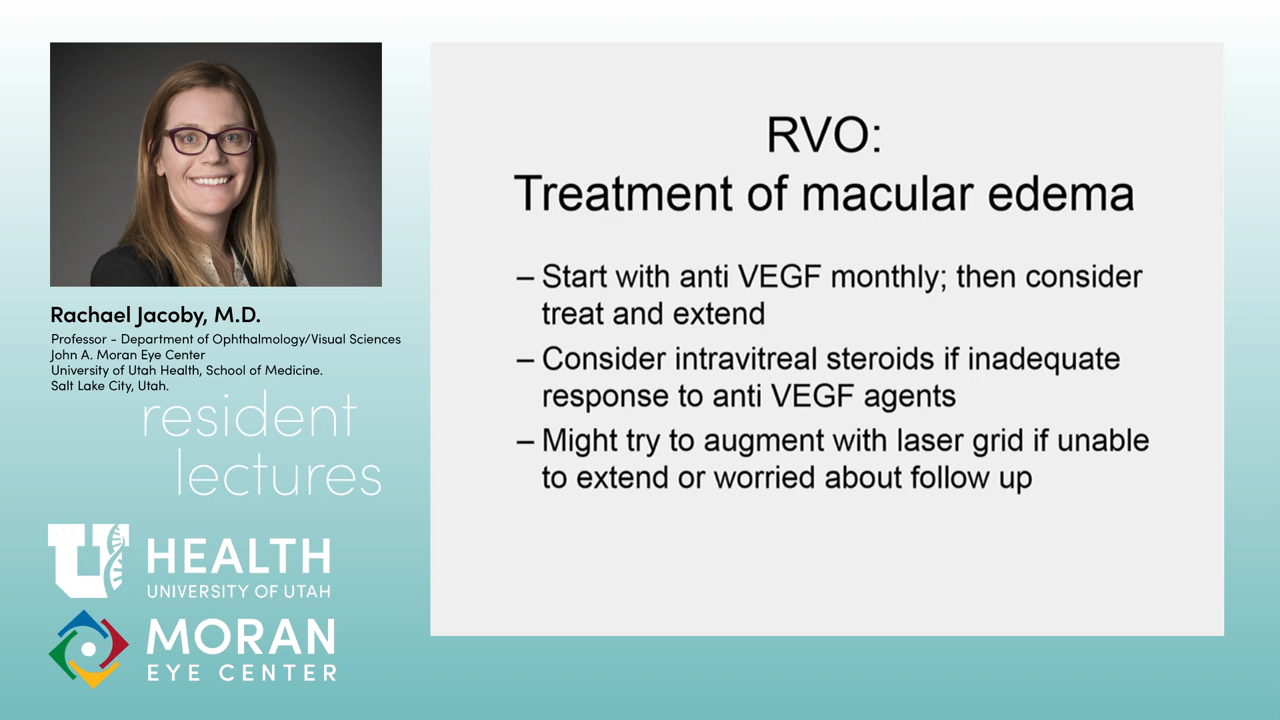 Rachael Jacoby, M.D.
Professor - Department of Ophthalmology/Visual Sciences
John A. Moran Eye Center
University of Utah Health, School of Medicine.
Salt Lake City, Utah.
resident
lectures
U HEALTH
UNIVERSITY OF UTAH
MORAN
EYE CENTER
RVO:
Treatment of macular edema
– Start with anti VEGF monthly; then consider
treat and extend
– Consider intravitreal steroids if inadequate
response to anti VEGF agents
– Might try to augment with laser grid if unable
to extend or worried about follow up